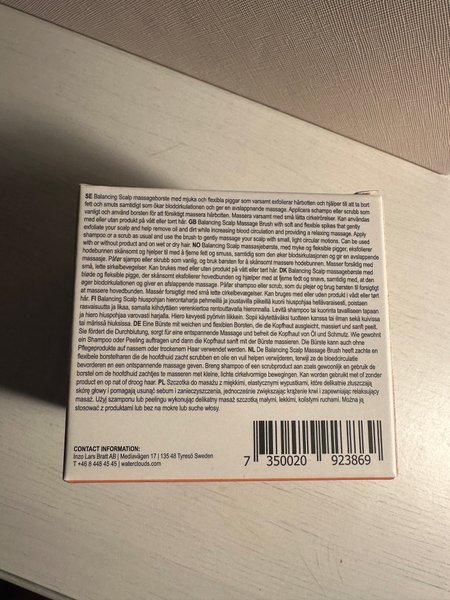 SE Balancing Scalp massageborste med mjuka och flexibla piggar som varsamt exfolierar hårbotten och hjälper till att ta bort
fett och smuts samtidigt som ökar blodcirkulationen och ger en avslappnande massage. Applicera schampo eller scrubb som
vanligt och använd borsten för att försiktigt massera hårbotten. Massera varsamt med små lätta cirkelrörelser. Kan användas
med eller utan produkt på vått eller torrt hår. GB Balancing Scalp Massage Brush with soft and flexible spikes that gently
exfoliate your scalp and help remove oil and dirt while increasing blood circulation and providing a relaxing massage. Apply
shampoo or a scrub as usual and use the brush to gently massage your scalp with small, light circular motions. Can be used
with or without product and on wet or dry hair. NO Balancing Scalp massasjebørste, med myke og fleksible pigger, eksfolierer
hodebunnen skånsomt og hjelper til med å fjerne fett og smuss, samtidig som den øker blodsirkulasjonen og gir en avslappende
massasje. Påfør sjampo eller skrubb som vanlig, og bruk børsten for å skånsomt massere hodebunnen. Masser forsiktig med
små, lette sirkelbevegelser. Kan brukes med eller uten produkt på vått eller tørt hår. DK Balancing Scalp massagebørste med
bløde og fleksible pigge, der skånsomt eksfolierer hovedbunden og hjælper med at fjerne fedt og snavs, samtidig med, at den
øger blodcirkulationen og giver en afslappende massage. Påfør shampoo eller scrub, som du plejer og brug børsten til forsigtigt
at massere hovedbunden. Massér forsigtigt med små lette cirkelbevægelser. Kan bruges med eller uden produkt i vådt eller tørt
hår. FI Balancing Scalp hiuspohjan hierontaharja pehmeillä ja joustavilla piikeillä kuorii hiuspohjaa hellävaraisesti, poistaen
rasvaisuutta ja likaa, samalla kiihdyttäen verenkiertoa rentouttavalla hieronnalla. Levitä shampoo tai kuorinta tavalliseen tapaan
ja hiero hiuspohjaa varovasti harjalla. Hiero kevyesti pyörivin liikkein. Sopii käytettäväksi tuotteen kanssa tai ilman sekä kuivissa
tai märissä hiuksissa. DE Eine Bürste mit weichen und flexiblen Borsten, die die Kopfhaut ausgleicht, massiert und sanft peelt.
Sie fördert die Durchblutung, sorgt für eine entspannende Massage und befreit die Kopfhaut von Öl und Schmutz. Wie gewohnt
ein Shampoo oder Peeling auftragen und dann die Kopfhaut sanft mit der Bürste massieren. Die Bürste kann auch ohne
Pflegeprodukte auf nassem oder trockenem Haar verwendet werden. NL De Balancing Scalp Massage Brush heeft zachte en
flexibele borstelharen die de hoofdhuid zacht scrubben en olie en vuil helpen verwijderen, terwijl ze de bloedcirculatie
bevorderen en een ontspannende massage geven. Breng shampoo of een scrubproduct aan zoals gewoonlijk en gebruik de
borstel om de hoofdhuid zachtjes te masseren met kleine, lichte cirkelvormige bewegingen. Kan worden gebruikt met of zonder
product en op nat of droog haar. PL Szczotka do masażu z miękkimi, elastycznymi wypustkami, które delikatnie złuszczają
skórę głowy i pomagają usunąć sebum i zanieczyszczenia, jednocześnie zwiększając krążenie krwi i zapewniając relaksujący
masaż. Użyj szamponu lub peelingu wykonując delikatny masaż szczotką małymi, lekkimi, kolistymi ruchami. Można ją
stosować z produktami lub bez na mokre lub suche włosy.
CONTACT INFORMATION:
Inzo Lars Bratt AB | Mediavägen 17 | 135 48 Tyresö Sweden
T +46 8 448 45 45 | waterclouds.com
7 350020 923869